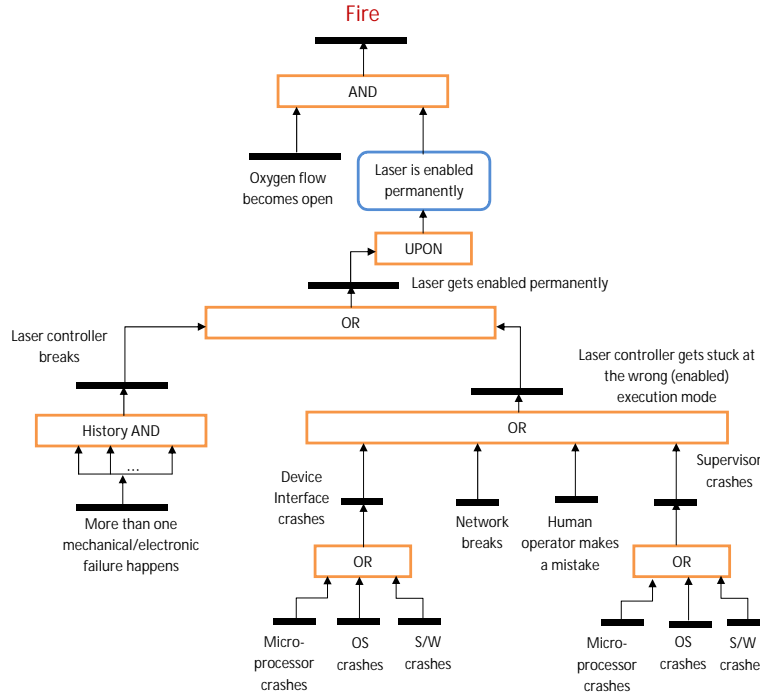 Fire
AND
Oxygen flow
becomes open
Laser is enabled
permanently
UPON
Laser gets enabled permanently
OR
Laser controller
breaks
Laser controller gets stuck at
the wrong (enabled)
execution mode
History AND
...
OR
More than one
mechanical/electronic
failure happens
Device
Interface
crashes
Network
breaks
Human
operator makes
a mistake
Supervisor
crashes
OR
OR
Micro-
processor
crashes
OS
crashes
S/W
crashes
Micro-
processor
crashes
OS
crashes
S/W
crashes